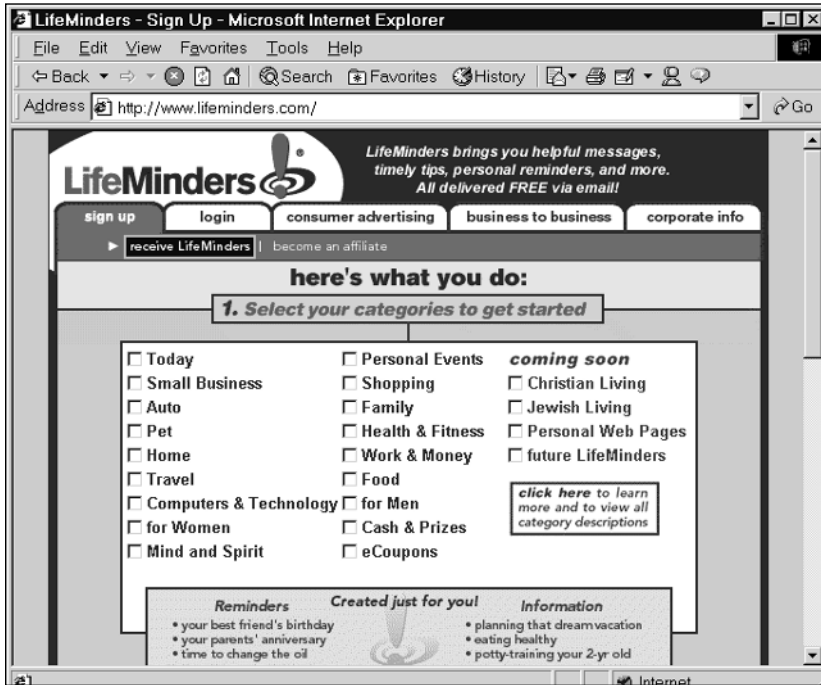 LifeMinders - Sign Up - Microsoft Internet Explorer
File Edit View Favorites Tools Help
Back Search Favorites History
Address http://www.lifeminders.com/ Go
LifeMinders ®
LifeMinders brings you helpful messages,
timely tips, personal reminders, and more.
All delivered FREE via email!
sign up login consumer advertising business to business corporate info
receive LifeMinders | become an affiliate
here's what you do:
1. Select your categories to get started
Today Personal Events coming soon
Small Business Shopping Christian Living
Auto Family Jewish Living
Pet Health & Fitness Personal Web Pages
Home Work & Money future LifeMinders
Travel Food
Computers & Technology for Men
for Women Cash & Prizes
Mind and Spirit eCoupons
click here to learn
more and to view all
category descriptions
Created just for you!
Reminders
• your best friend's birthday
• your parents' anniversary
• time to change the oil
Information
• planning that dream vacation
• eating healthy
• potty-training your 2-yr old
Internet